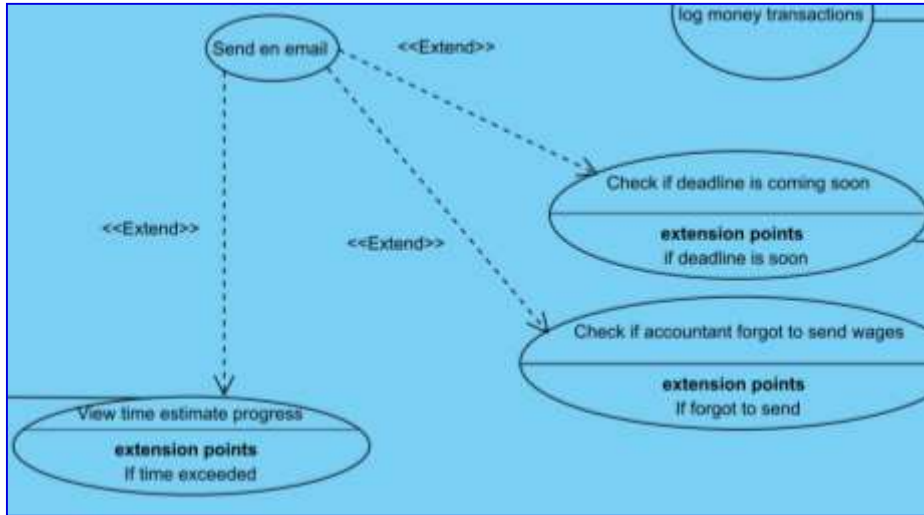 log money transactions
Send en email
<<Extend>>
Check if deadline is coming soon
extension points
if deadline is soon
<<Extend>>
<<Extend>>
Check if accountant forgot to send wages
extension points
If forgot to send
View time estimate progress
extension points
If time exceeded